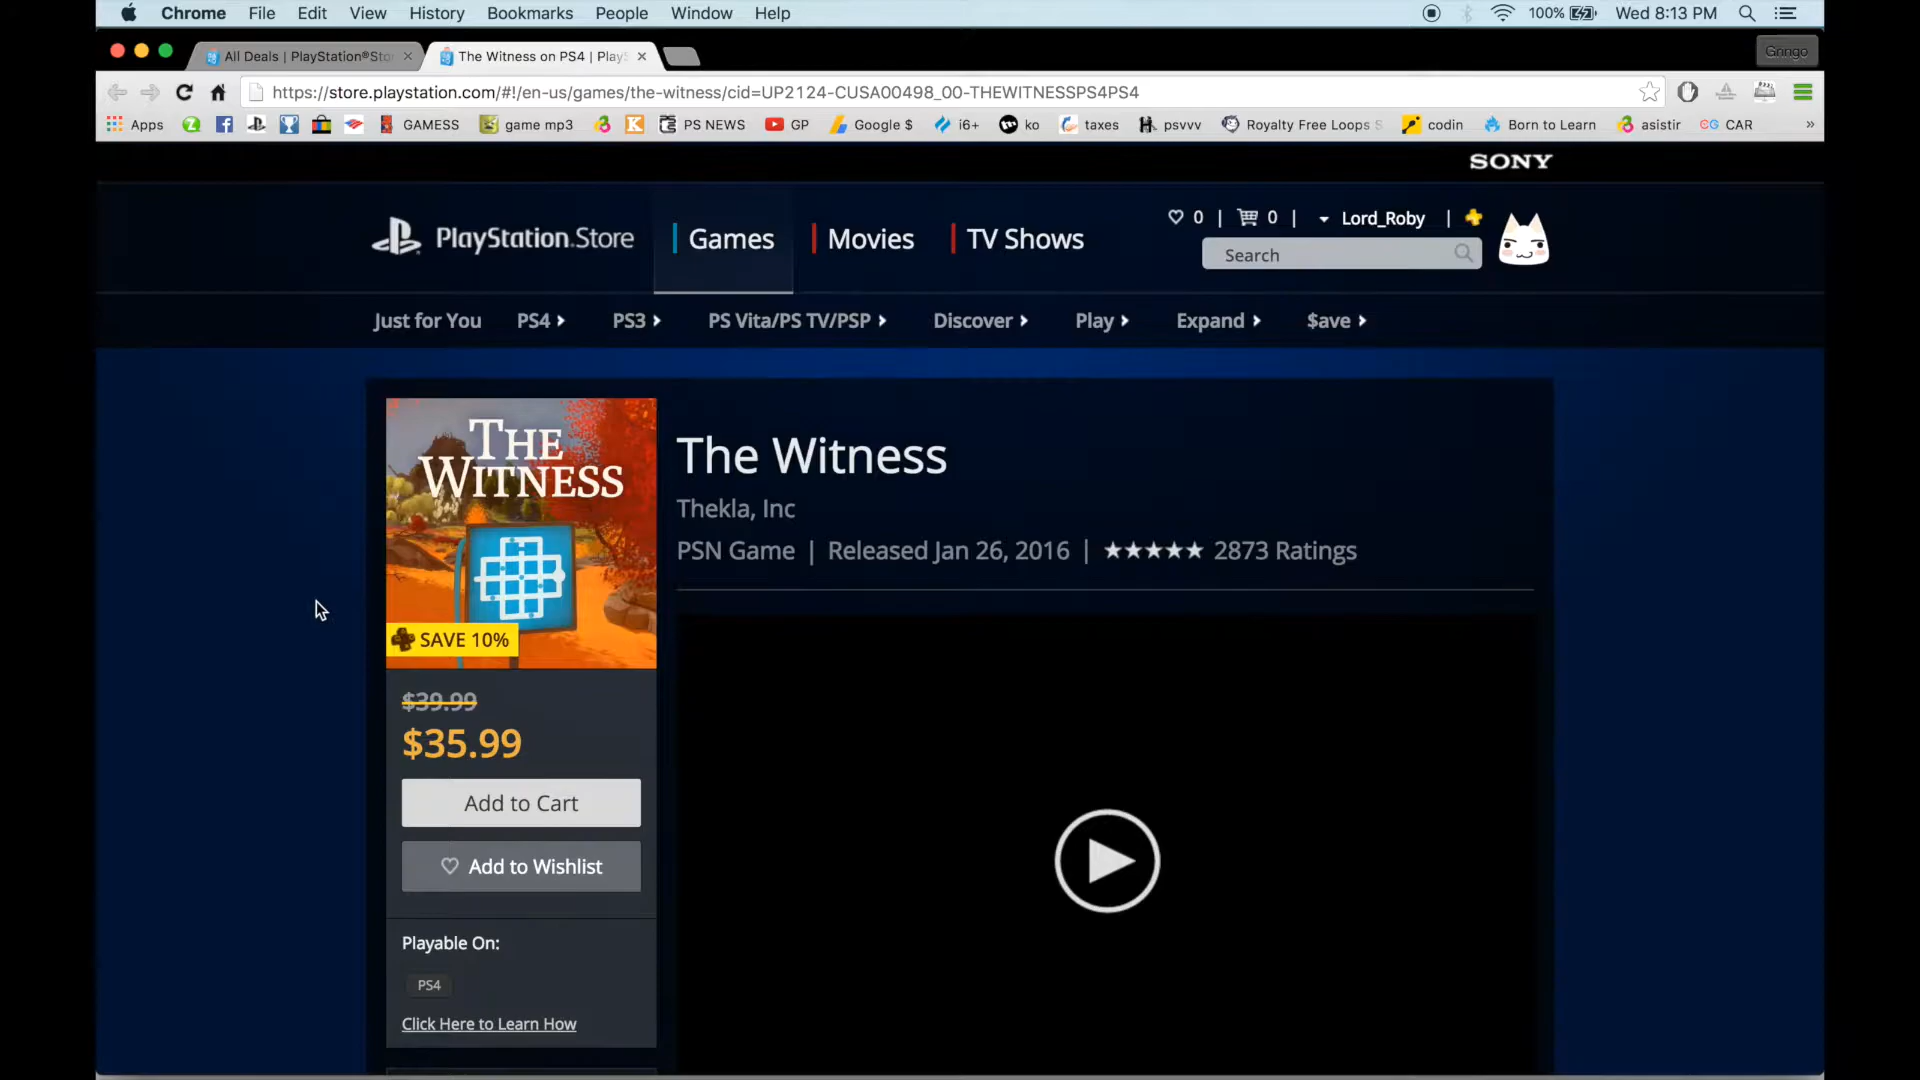 Chrome File Edit View History Bookmarks People Window Help 100% Wed 8:13 PM
All Deals | PlayStation®Sto The Witness on PS4 | PlayS Gringo
https://store.playstation.com/#!/en-us/games/the-witness/cid=UP2124-CUSA00498_00-THEWITNESSPS4PS4
Apps GAMESS game mp3 PS NEWS GP Google $ i6+ ko taxes psvvv Royalty Free Loops S codin Born to Learn asistir CG CAR »
SONY
PlayStation.Store Games Movies TV Shows
0 | 0 | Lord_Roby |
Search
Just for You PS4 PS3 PS Vita/PS TV/PSP Discover Play Expand $ave
THE
WITNESS
SAVE 10%
The Witness
Thekla, Inc
PSN Game | Released Jan 26, 2016 | ★★★★★ 2873 Ratings
$39.99
$35.99
Add to Cart
Add to Wishlist
Playable On:
PS4
Click Here to Learn How